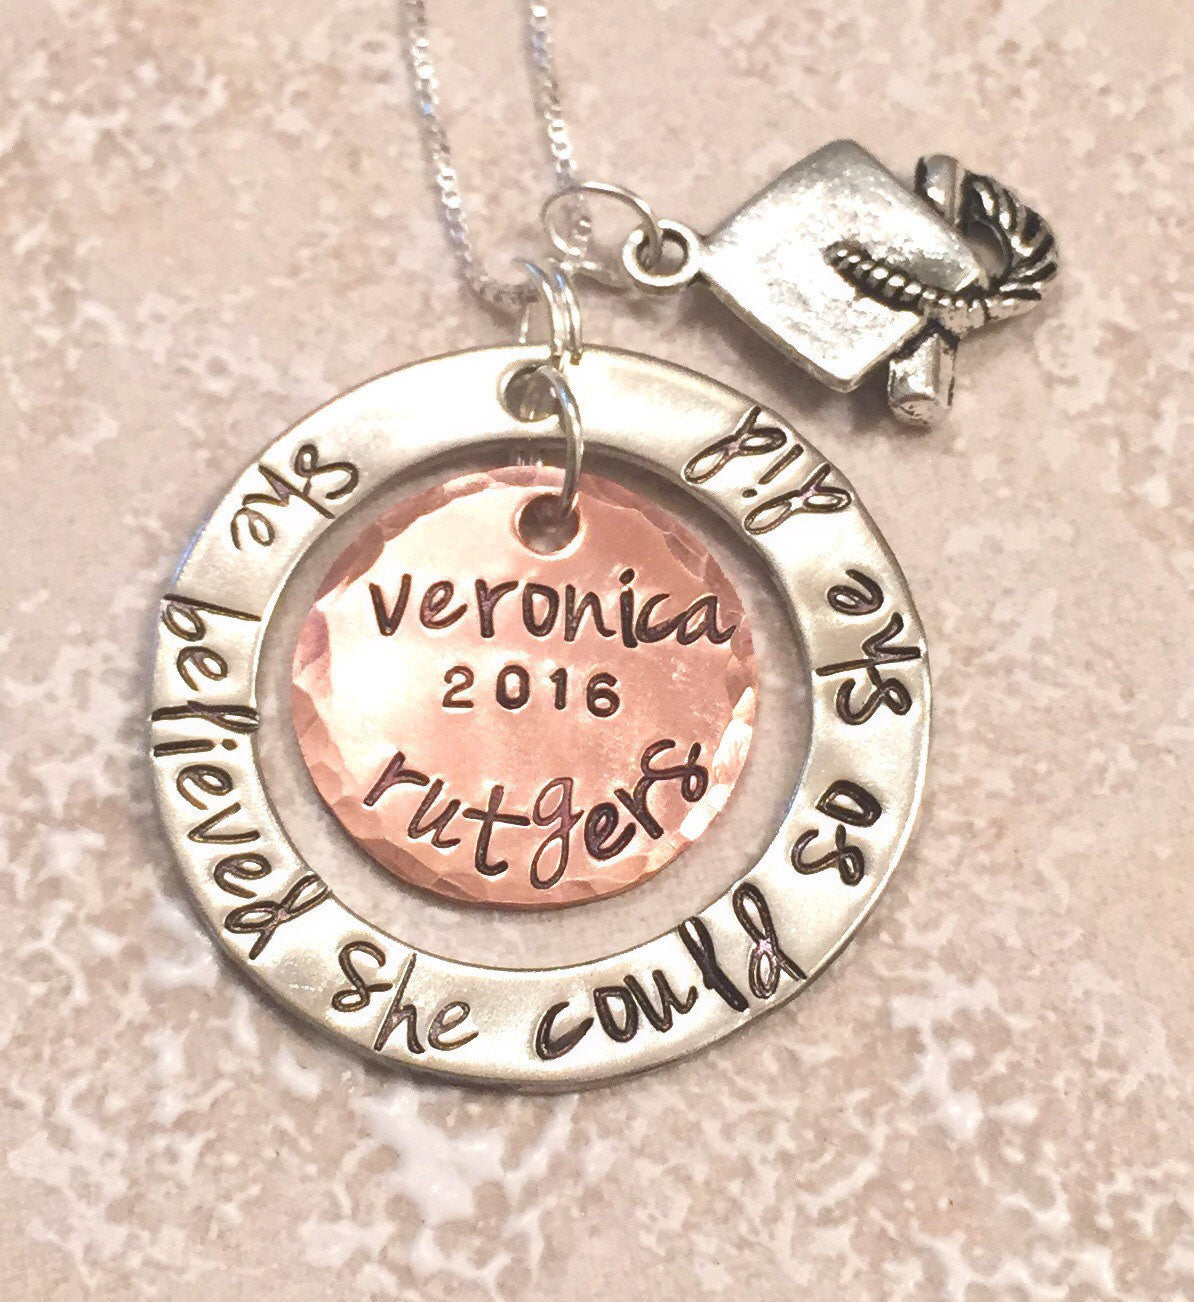 she believed she could so she did
veronica
2016
rutgers